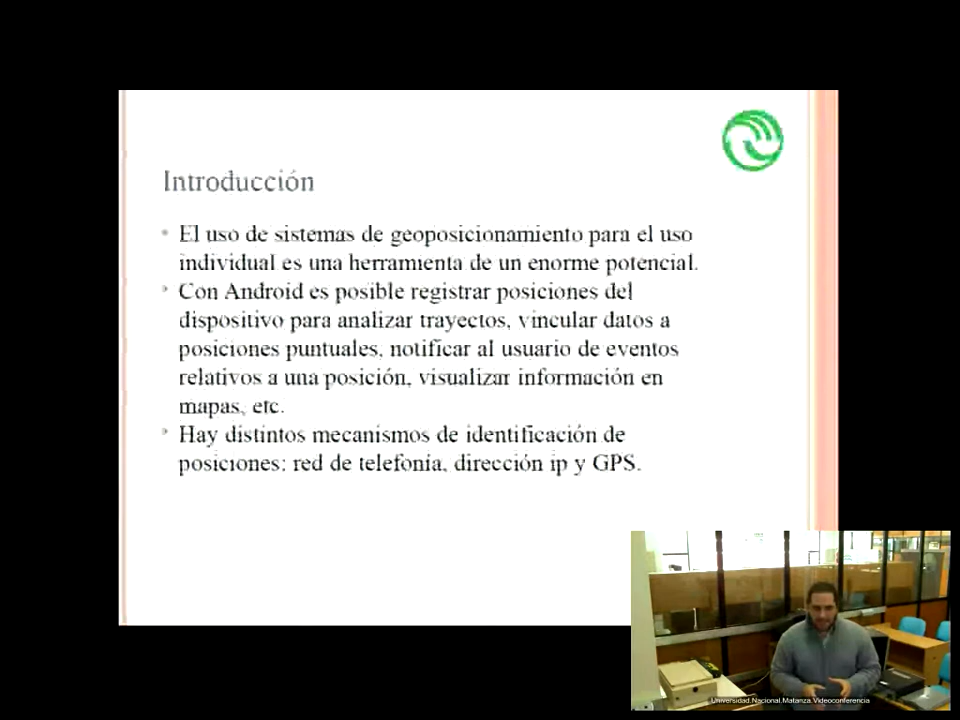 Introducción
El uso de sistemas de geoposicionamiento para el uso
individual es una herramienta de un enorme potencial.
Con Android es posible registrar posiciones del
dispositivo para analizar trayectos, vincular datos a
posiciones puntuales, notificar al usuario de eventos
relativos a una posición, visualizar información en
mapas, etc.
Hay distintos mecanismos de identificación de
posiciones: red de telefonía, dirección ip y GPS.
Universidad.Nacional.Matanza.Videoconferencia